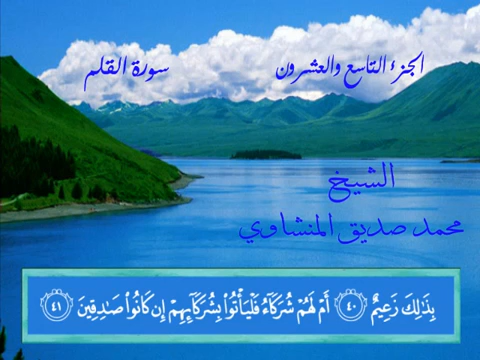 الجزء التاسع والعشرون
سورة القلم
الشيخ
محمد صديق المنشاوي
بِذَٰلِكَ زَعِيمٌ ﴿٤٠﴾ أَمْ لَهُمْ شُرَكَاءُ فَلْيَأْتُوا۟ بِشُرَكَائِهِمْ إِن كَانُوا۟ صَادِقِينَ ﴿٤١﴾